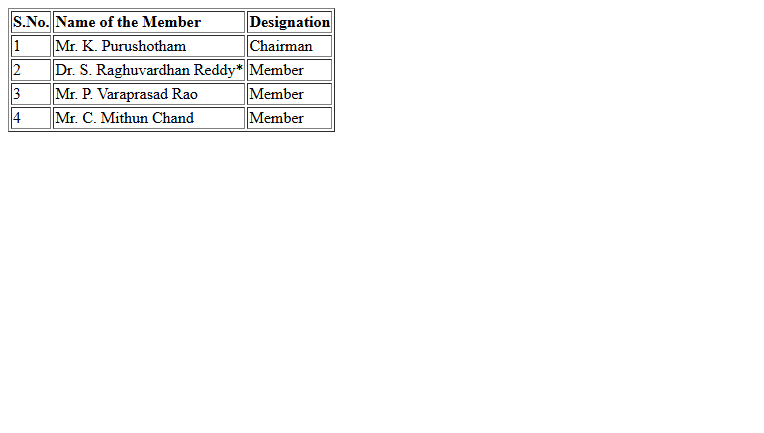 S.No. Name of the Member Designation
1 Mr. K. Purushotham Chairman
2 Dr. S. Raghuvardhan Reddy* Member
3 Mr. P. Varaprasad Rao Member
4 Mr. C. Mithun Chand Member